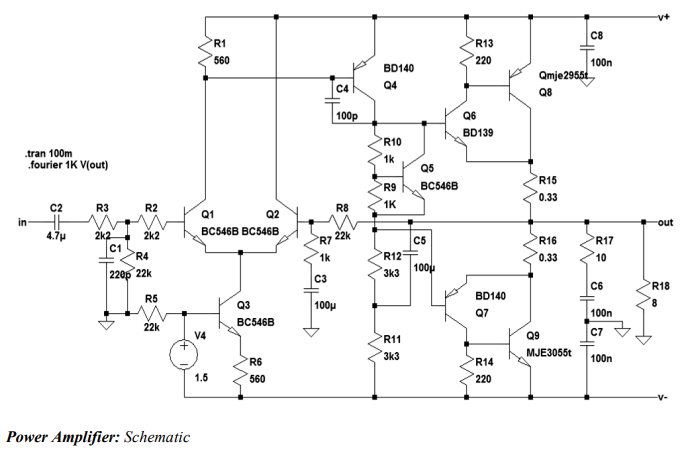 v+
R1
560
R13
220
C8
100n
BD140
Q4
Qmje2955t
Q8
C4
100p
Q6
BD139
R10
1k
.tran 100m
.fourier 1K V(out)
Q5
BC546B
R9
1K
R15
0.33
C2
4.7µ
R3
2k2
R2
2k2
Q1
BC546B
Q2
BC546B
R8
22k
in
out
C1
220p
R4
22k
R7
1k
C3
100µ
R12
3k3
C5
100µ
R16
0.33
R17
10
C6
100n
R18
8
R5
22k
Q3
BC546B
BD140
Q7
V4
1.5
R6
560
R11
3k3
R14
220
Q9
MJE3055t
C7
100n
v-
Power Amplifier: Schematic